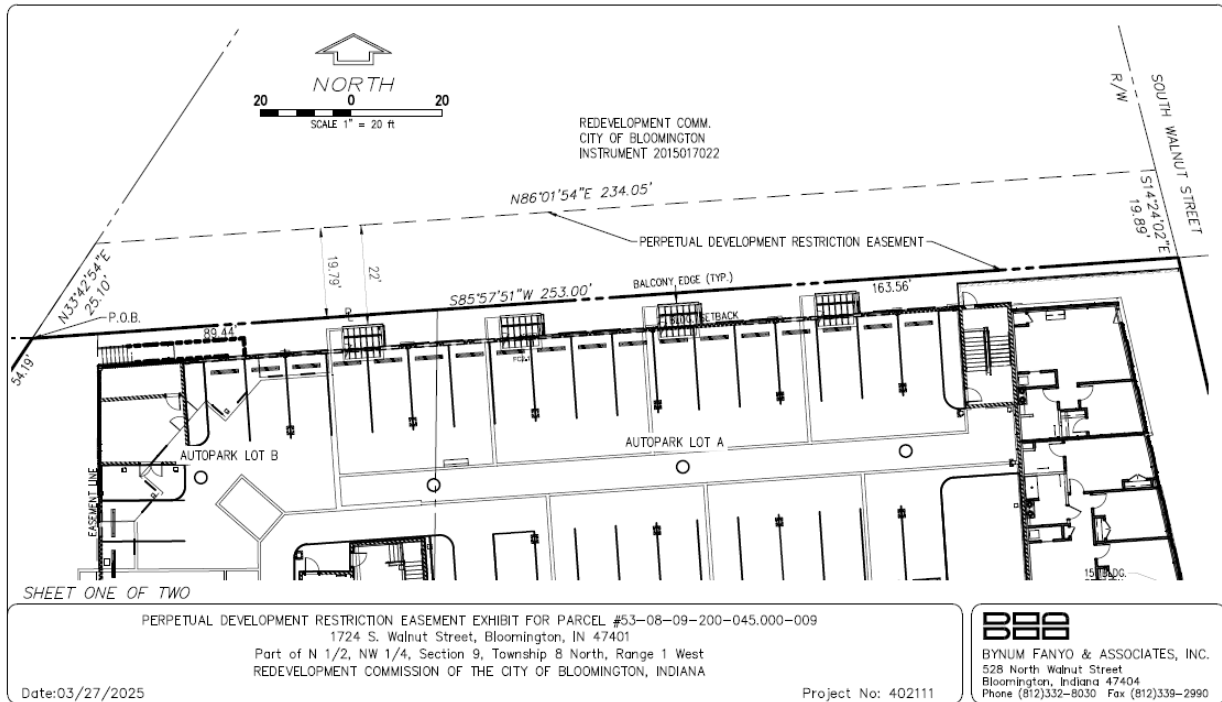 NORTH
20 0 20
SCALE 1" = 20 ft
REDEVELOPMENT COMM.
CITY OF BLOOMINGTON
INSTRUMENT 2015017022
SOUTH WALNUT STREET
R/W
S14°24'02"E
19.89'
N86°01'54"E 234.05'
PERPETUAL DEVELOPMENT RESTRICTION EASEMENT
N33°42'54"E
25.10'
19.79'
22'
BALCONY EDGE (TYP.)
S85°57'51"W 253.00'
163.56'
P.O.B.
89.44'
SETBACK
54.19'
AUTOPARK LOT A
AUTOPARK LOT B
EASEMENT LINE
BLDG.
SHEET ONE OF TWO
PERPETUAL DEVELOPMENT RESTRICTION EASEMENT EXHIBIT FOR PARCEL #53-08-09-200-045.000-009
1724 S. Walnut Street, Bloomington, IN 47401
Part of N 1/2, NW 1/4, Section 9, Township 8 North, Range 1 West
REDEVELOPMENT COMMISSION OF THE CITY OF BLOOMINGTON, INDIANA
Date:03/27/2025
Project No: 402111
BYNUM FANYO & ASSOCIATES, INC.
528 North Walnut Street
Bloomington, Indiana 47404
Phone (812)332-8030 Fax (812)339-2990